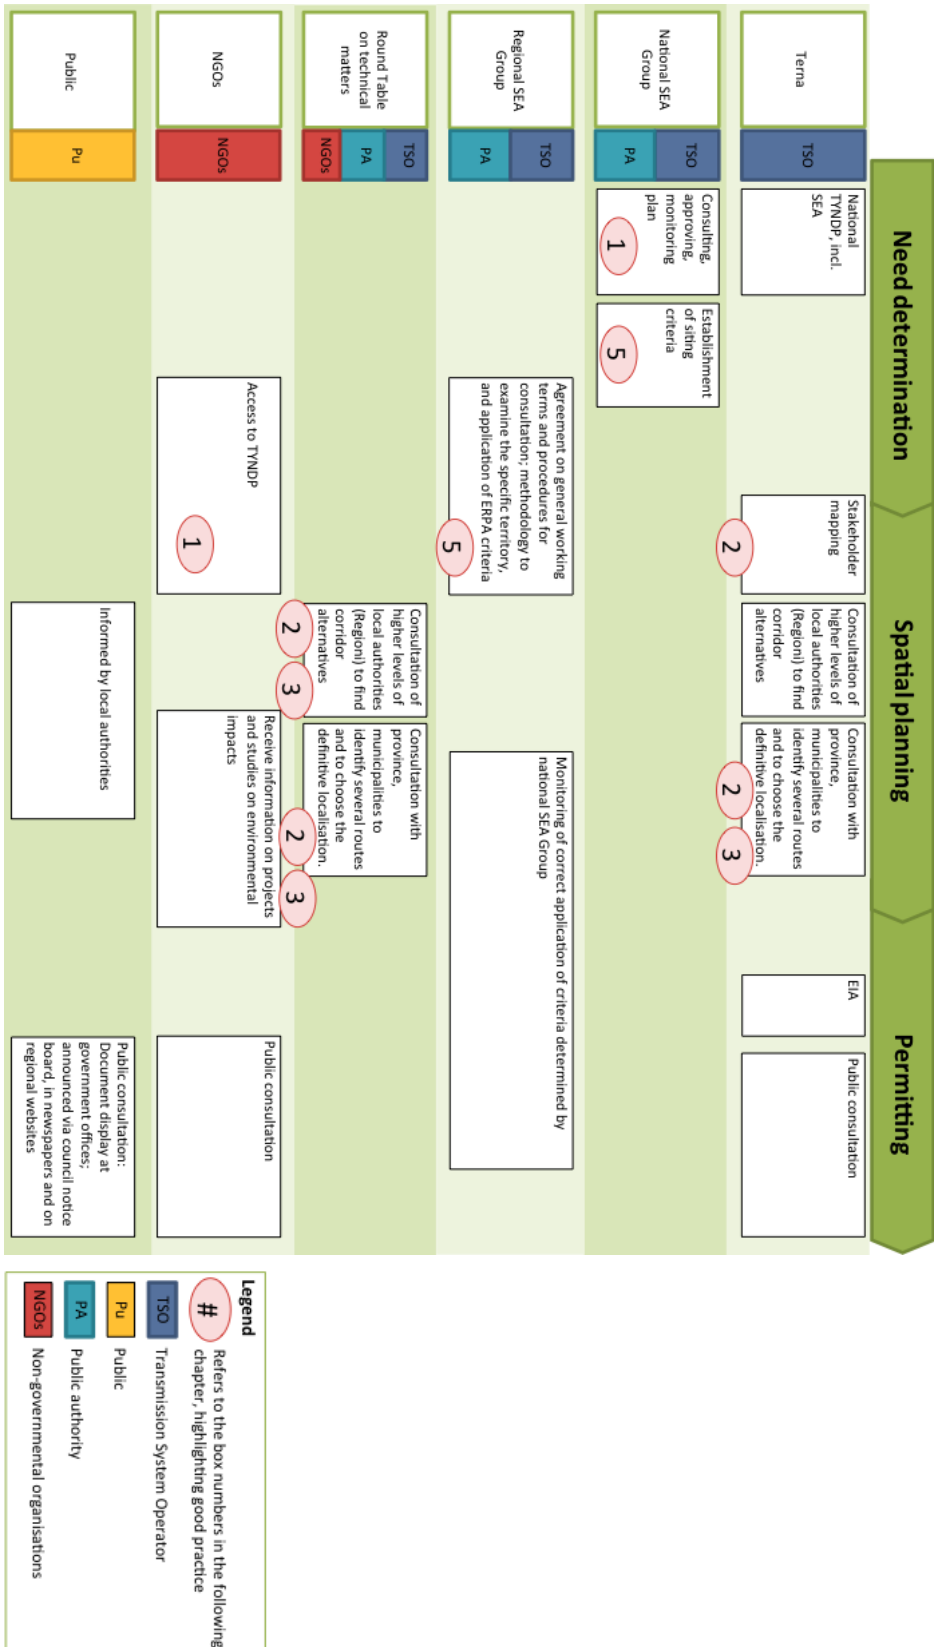 Need determination
Spatial planning
Permitting
Terna
TSO
National
TYNDP, incl.
SEA
Stakeholder
mapping
2
Consultation of
higher levels of
local authorities
(Regioni) to find
corridor
alternatives
Consultation with
province,
municipalities to
identify several routes
and to choose the
definitive localisation.
2
3
EIA
Public consultation
National SEA
Group
TSO
PA
Consulting,
approving,
monitoring
plan
1
Establishment
of siting
criteria
5
Regional SEA
Group
TSO
PA
Agreement on general working
terms and procedures for
consultation; methodology to
examine the specific territory,
and application of ERPA criteria
5
Monitoring of correct application of criteria determined by
national SEA Group
Round Table
on technical
matters
TSO
PA
NGOs
Consultation of
higher levels of
local authorities
(Regioni) to find
corridor
alternatives
2
3
Consultation with
province,
municipalities to
identify several routes
and to choose the
definitive localisation.
2
3
NGOs
NGOs
Access to TYNDP
1
Receive information on projects
and studies on environmental
impacts
Public consultation
Public
Pu
Informed by local authorities
Public consultation:
Document display at
government offices;
announced via council notice
board, in newspapers and on
regional websites
Legend
#
Refers to the box numbers in the following
chapter, highlighting good practice
TSO
Transmission System Operator
Pu
Public
PA
Public authority
NGOs
Non-governmental organisations